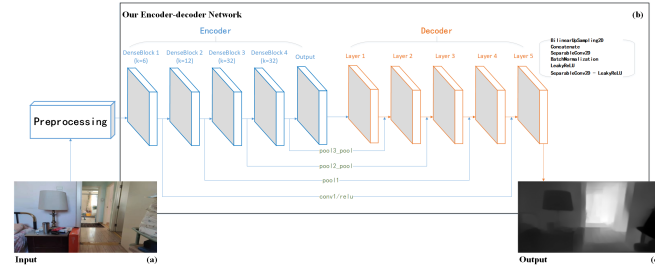 Our Encoder-decoder Network
(b)
Encoder
Decoder
DenseBlock 1
(k=6)
DenseBlock 2
(k=12)
DenseBlock 3
(k=32)
DenseBlock 4
(k=32)
Output
Layer 1
Layer 2
Layer 3
Layer 4
Layer 5
BilinearUpSampling2D
Concatenate
SeparableConv2D
BatchNormalization
LeakyReLU
SeparableConv2D - LeakyReLU
Preprocessing
pool3_pool
pool2_pool
pool1
conv1/relu
Input
(a)
Output